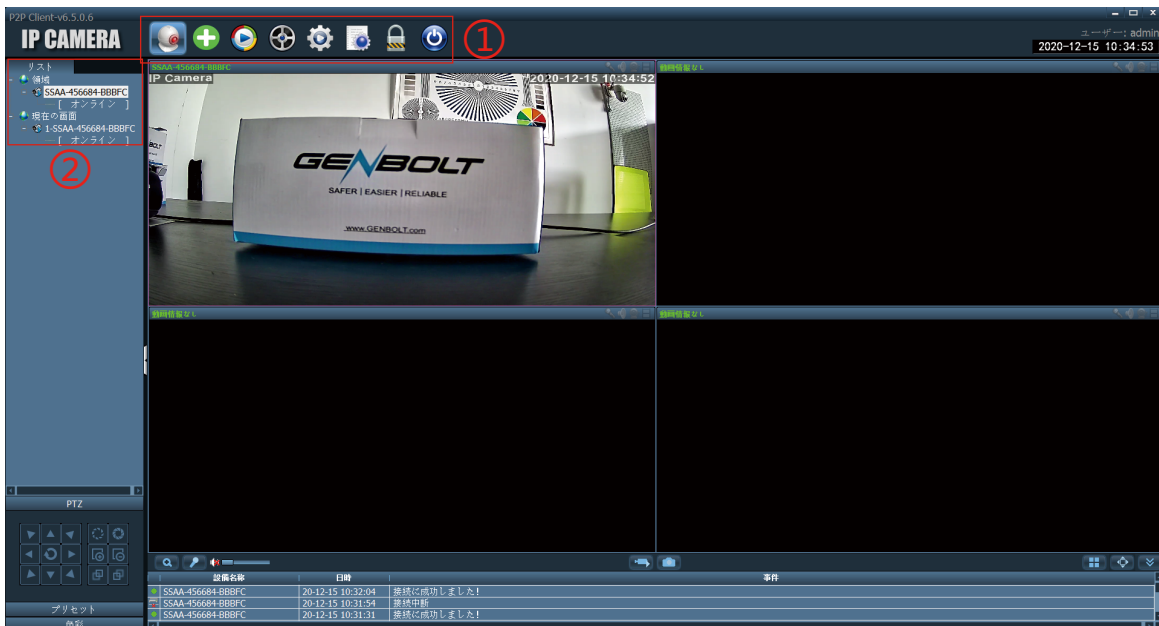 P2P Client-v6.5.0.6
IP CAMERA
①
ユーザー: admin
2020-12-15 10:34:53
リスト
領域
SSAA-456684-BBBFC
[ オンライン ]
現在の画面
1-SSAA-456684-BBBFC
[ オンライン ]
②
SSAA-456684-BBBFC
IP Camera
2020-12-15 10:34:52
GENBOLT
SAFER | EASIER | RELIABLE
www.GENBOLT.com
動画情報なし
動画情報なし
動画情報なし
PTZ
プリセット
色彩
設備名称 日時 事件
SSAA-456684-BBBFC 20-12-15 10:32:04 接続に成功しました!
SSAA-456684-BBBFC 20-12-15 10:31:54 接続中断
SSAA-456684-BBBFC 20-12-15 10:31:31 接続に成功しました!